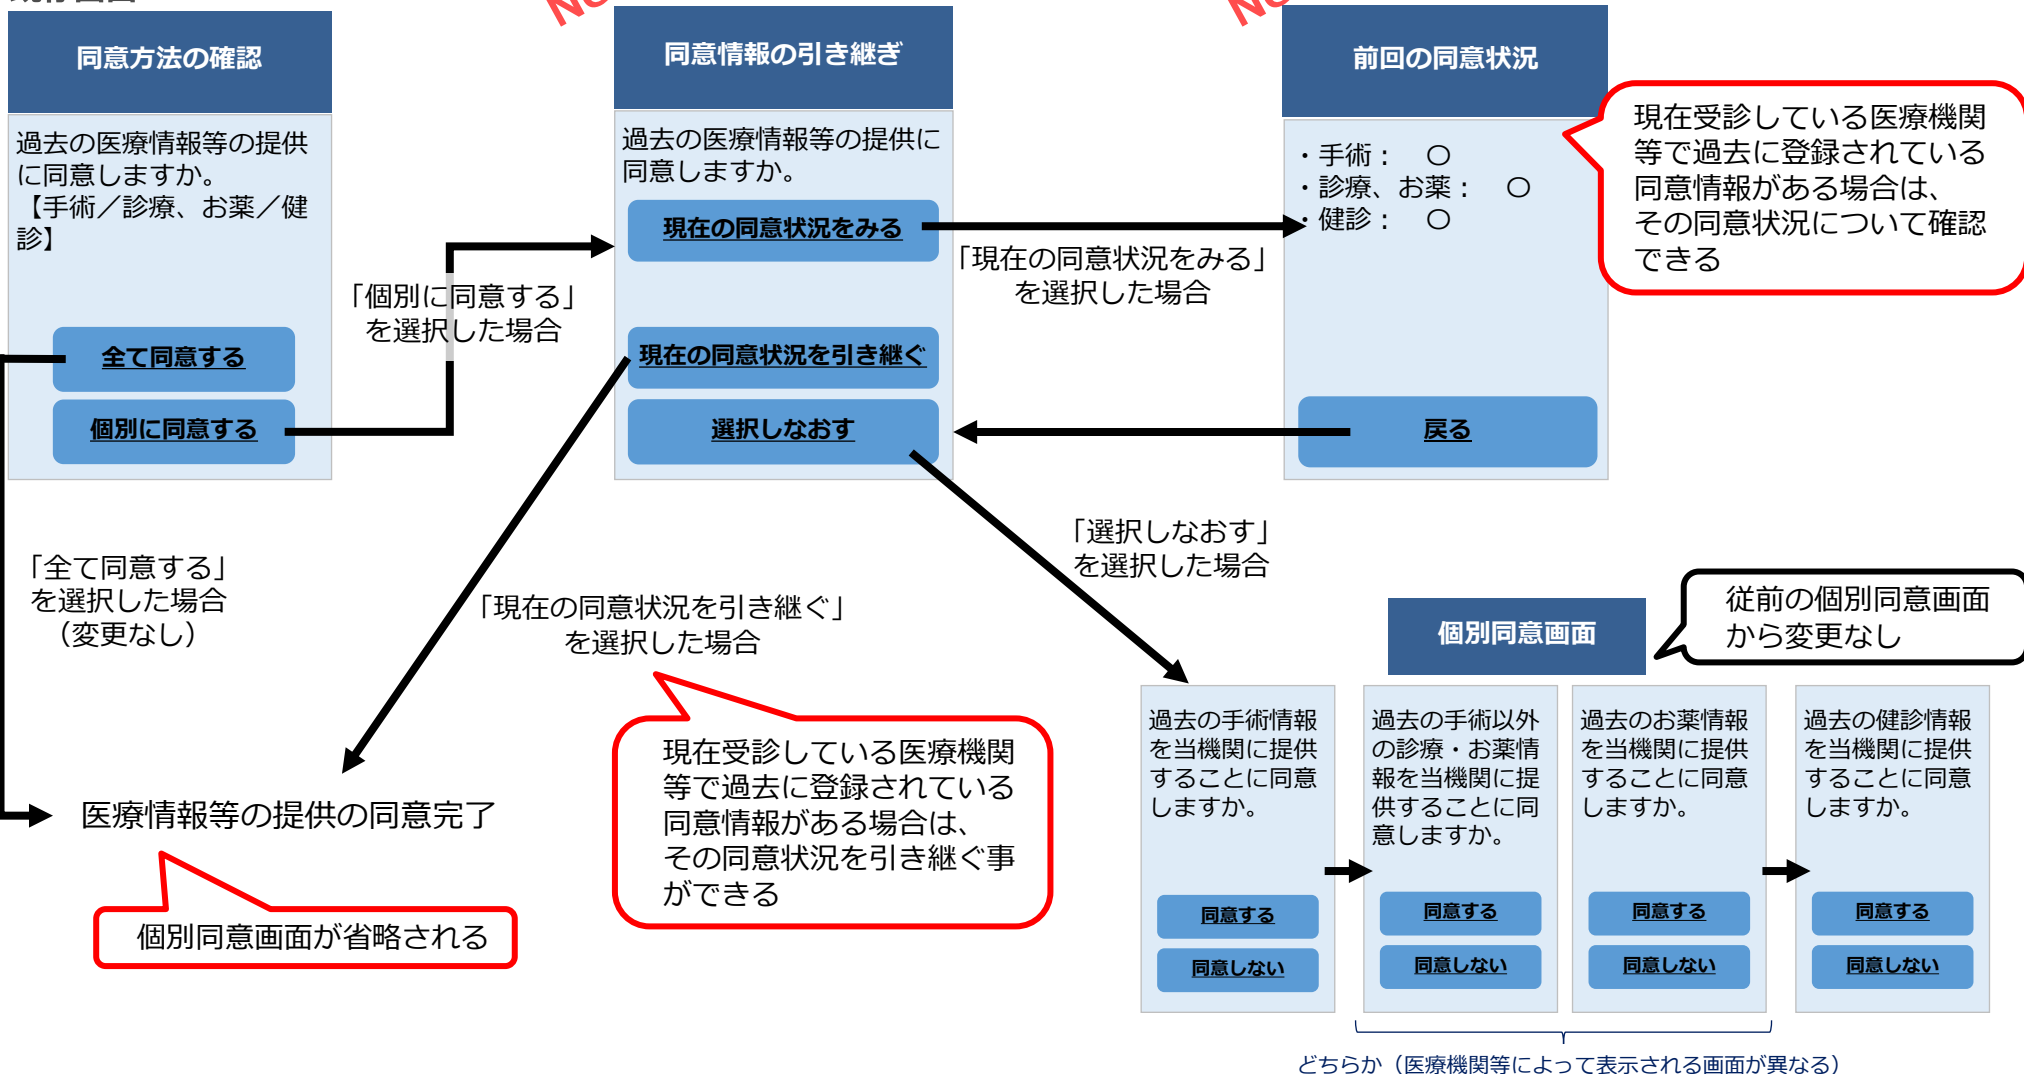 同意方法の確認
過去の医療情報等の提供
に同意しますか。
【手術／診療、お薬／健
診】
全て同意する
個別に同意する
「個別に同意する」
を選択した場合
同意情報の引き継ぎ
過去の医療情報等の提供に
同意しますか。
現在の同意状況をみる
現在の同意状況を引き継ぐ
選択しなおす
「現在の同意状況をみる」
を選択した場合
前回の同意状況
・手術： 〇
・診療、お薬： 〇
・健診： 〇
戻る
現在受診している医療機関
等で過去に登録されている
同意情報がある場合は、
その同意状況について確認
できる
「全て同意する」
を選択した場合
（変更なし）
「現在の同意状況を引き継ぐ」
を選択した場合
「選択しなおす」
を選択した場合
医療情報等の提供の同意完了
個別同意画面が省略される
現在受診している医療機関
等で過去に登録されている
同意情報がある場合は、
その同意状況を引き継ぐ事
ができる
個別同意画面
従前の個別同意画面
から変更なし
過去の手術情報
を当機関に提供
することに同意
しますか。
同意する
同意しない
過去の手術以外
の診療・お薬情
報を当機関に提
供することに同
意しますか。
同意する
同意しない
過去のお薬情報
を当機関に提供
することに同意
しますか。
同意する
同意しない
過去の健診情報
を当機関に提供
することに同意
しますか。
同意する
同意しない
どちらか（医療機関等によって表示される画面が異なる）